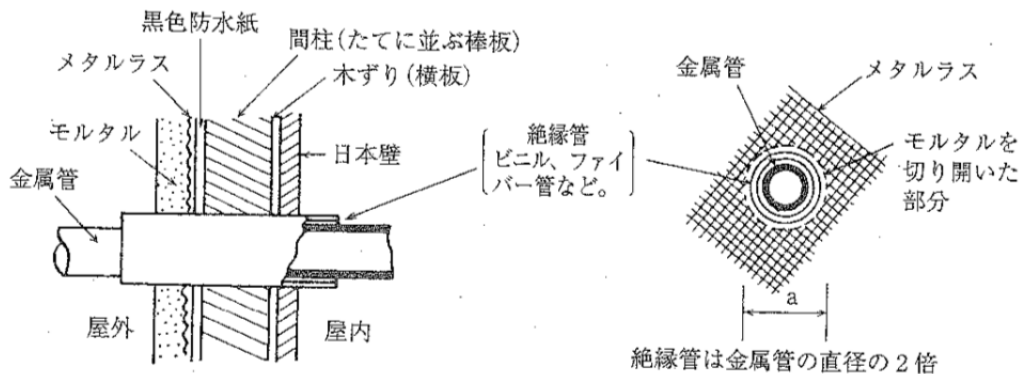 黒色防水紙
間柱(たてに並ぶ棒板)
メタルラス
木ずり(横板)
モルタル
日本壁
金属管
絶縁管
ビニル、ファイ
バー管など。
屋外
屋内
金属管
メタルラス
モルタルを
切り開いた
部分
a
絶縁管は金属管の直径の2倍